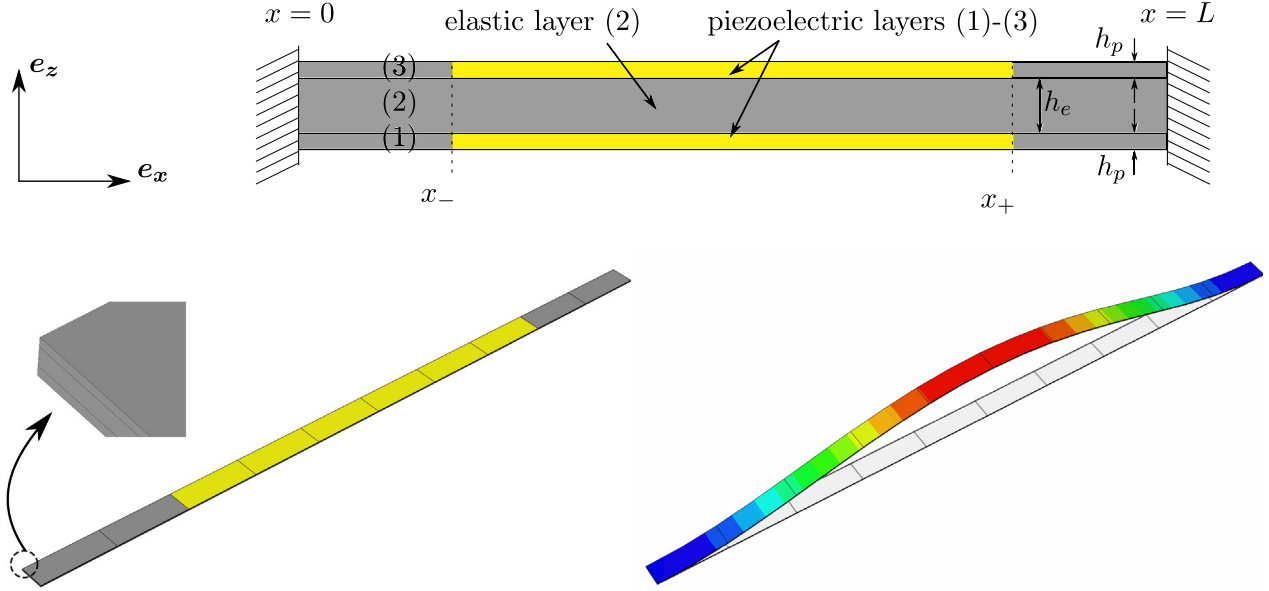 x = 0
elastic layer (2)
piezoelectric layers (1)-(3)
x = L
h_p
e_z
(3)
(2)
h_e
(1)
e_x
h_p
x_−
x_+